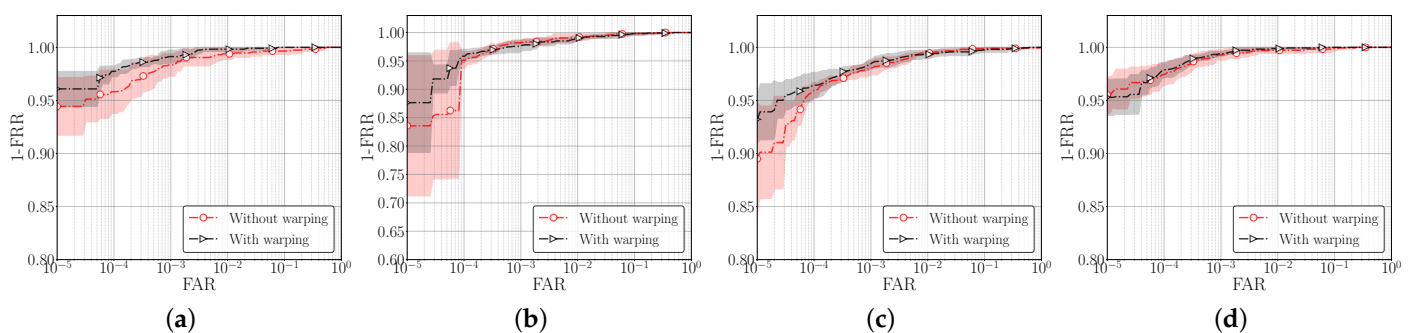 1.00 0.95 0.90 0.85 0.80
1-FRR
Without warping
With warping
10^-5 10^-4 10^-3 10^-2 10^-1 10^0
FAR
(a)
1.00 0.95 0.90 0.85 0.80 0.75 0.70 0.65 0.60
1-FRR
Without warping
With warping
10^-5 10^-4 10^-3 10^-2 10^-1 10^0
FAR
(b)
1.00 0.95 0.90 0.85 0.80
1-FRR
Without warping
With warping
10^-5 10^-4 10^-3 10^-2 10^-1 10^0
FAR
(c)
1.00 0.95 0.90 0.85 0.80
1-FRR
Without warping
With warping
10^-5 10^-4 10^-3 10^-2 10^-1 10^0
FAR
(d)